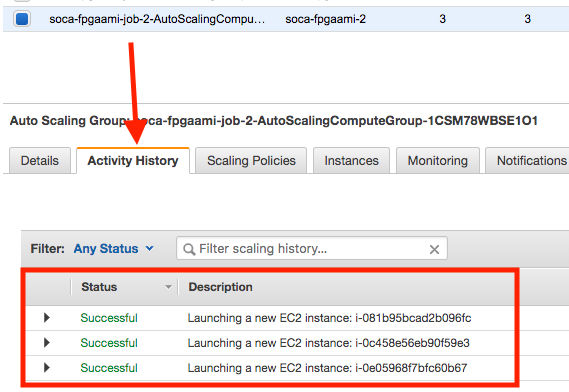 soca-fpgaami-job-2-AutoScalingCompu... soca-fpgaami-2 3 3
Auto Scaling Group: soca-fpgaami-job-2-AutoScalingComputeGroup-1CSM78WBSE1O1
Details Activity History Scaling Policies Instances Monitoring Notifications
Filter: Any Status Filter scaling history...
Status Description
Successful Launching a new EC2 instance: i-081b95bcad2b096fc
Successful Launching a new EC2 instance: i-0c458e56eb90f59e3
Successful Launching a new EC2 instance: i-0e05968f7bfc60b67